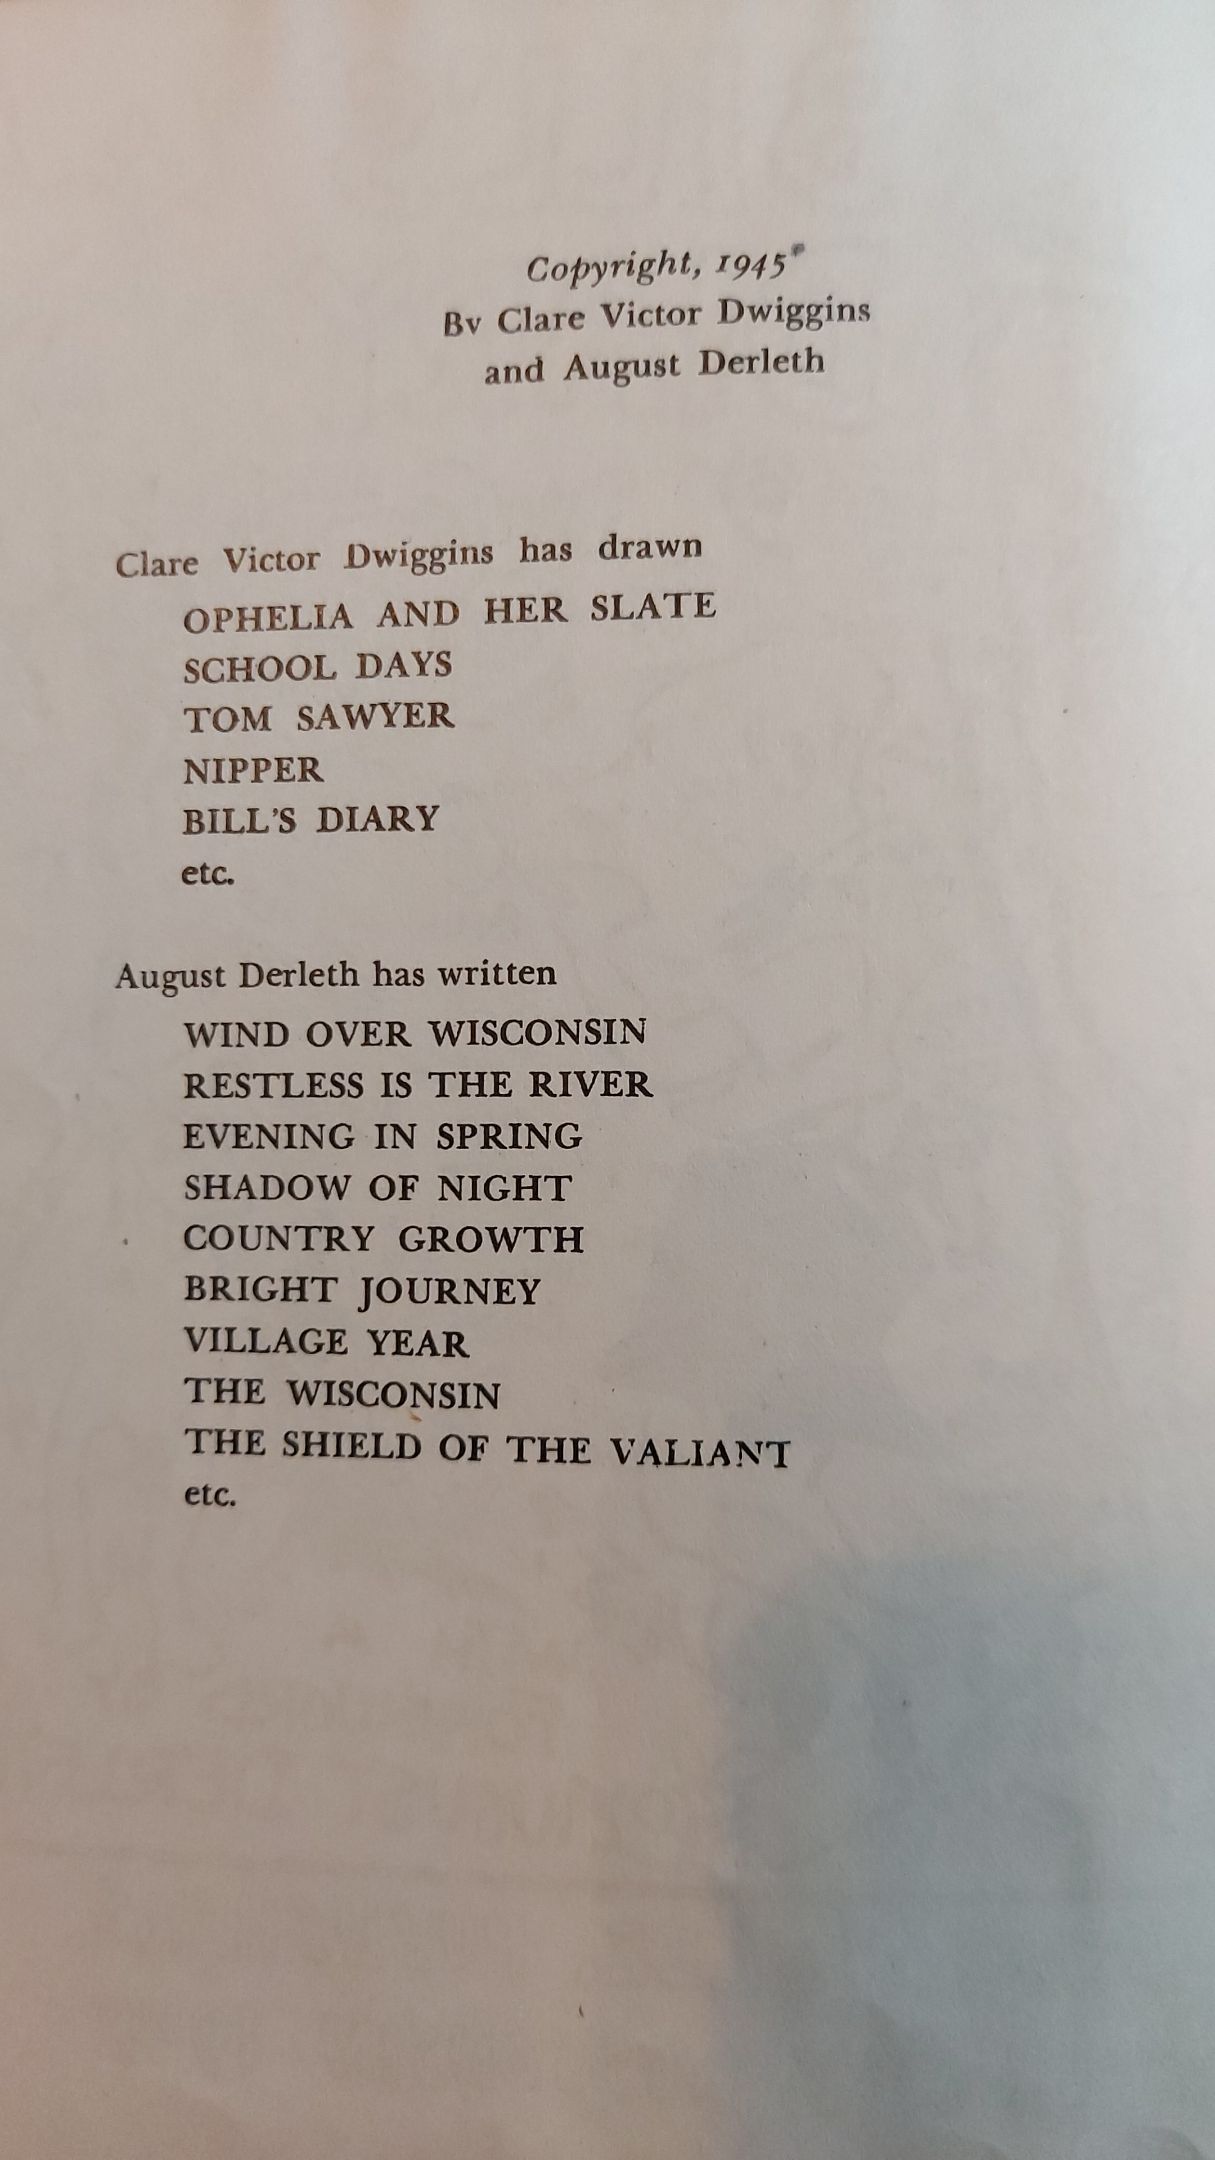 Copyright, 1945
By Clare Victor Dwiggins
and August Derleth
Clare Victor Dwiggins has drawn
OPHELIA AND HER SLATE
SCHOOL DAYS
TOM SAWYER
NIPPER
BILL'S DIARY
etc.
August Derleth has written
WIND OVER WISCONSIN
RESTLESS IS THE RIVER
EVENING IN SPRING
SHADOW OF NIGHT
COUNTRY GROWTH
BRIGHT JOURNEY
VILLAGE YEAR
THE WISCONSIN
THE SHIELD OF THE VALIANT
etc.